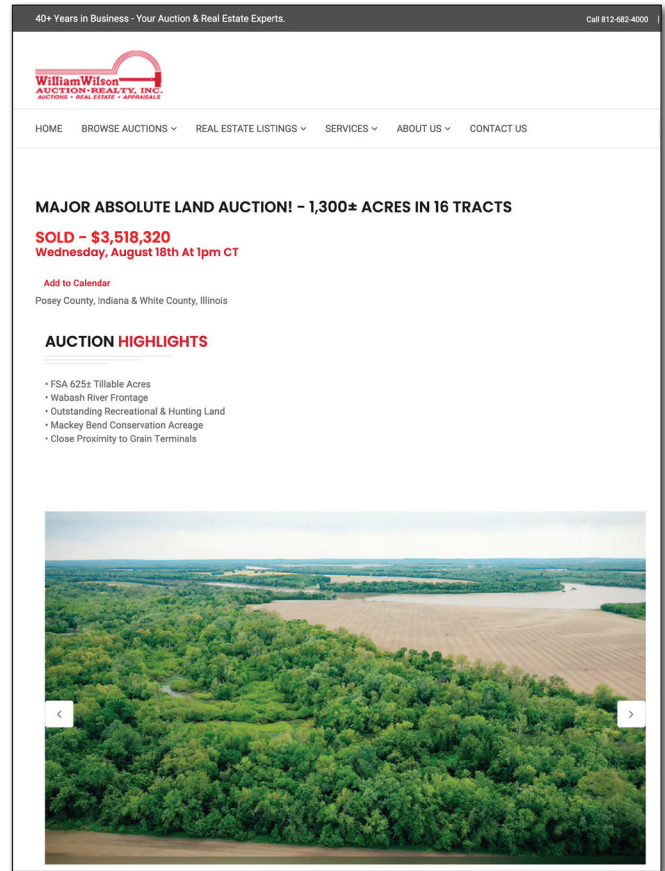 40+ Years in Business - Your Auction & Real Estate Experts.
Call 812-682-4000 |
WilliamWilson
AUCTION•REALTY, INC.
AUCTIONS • REAL ESTATE • APPRAISALS
HOME BROWSE AUCTIONS REAL ESTATE LISTINGS SERVICES ABOUT US CONTACT US
MAJOR ABSOLUTE LAND AUCTION! - 1,300± ACRES IN 16 TRACTS
SOLD - $3,518,320
Wednesday, August 18th At 1pm CT
Add to Calendar
Posey County, Indiana & White County, Illinois
AUCTION HIGHLIGHTS
• FSA 625± Tillable Acres
• Wabash River Frontage
• Outstanding Recreational & Hunting Land
• Mackey Bend Conservation Acreage
• Close Proximity to Grain Terminals